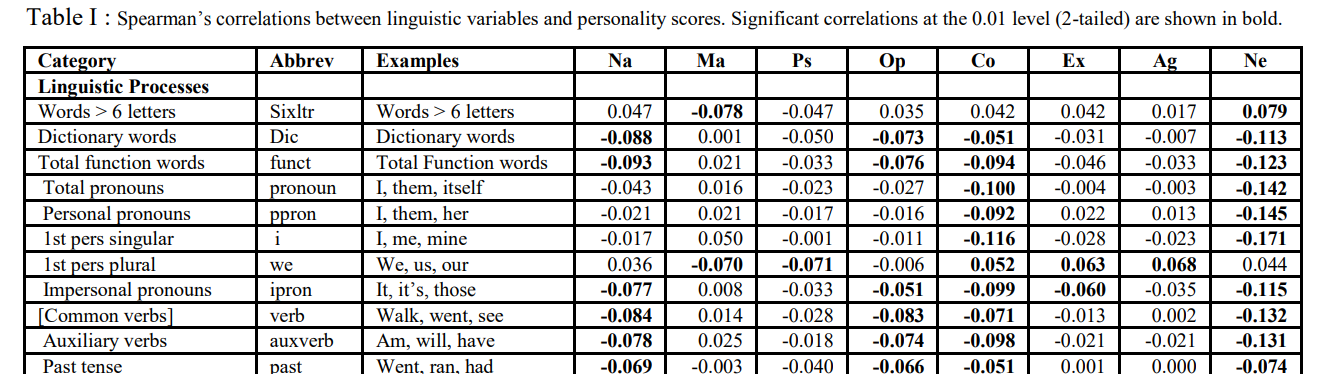 Table I : Spearman’s correlations between linguistic variables and personality scores. Significant correlations at the 0.01 level (2-tailed) are shown in bold.
Category Abbrev Examples Na Ma Ps Op Co Ex Ag Ne
Linguistic Processes
Words > 6 letters Sixltr Words > 6 letters 0.047 -0.078 -0.047 0.035 0.042 0.042 0.017 0.079
Dictionary words Dic Dictionary words -0.088 0.001 -0.050 -0.073 -0.051 -0.031 -0.007 -0.113
Total function words funct Total Function words -0.093 0.021 -0.033 -0.076 -0.094 -0.046 -0.033 -0.123
Total pronouns pronoun I, them, itself -0.043 0.016 -0.023 -0.027 -0.100 -0.004 -0.003 -0.142
Personal pronouns ppron I, them, her -0.021 0.021 -0.017 -0.016 -0.092 0.022 0.013 -0.145
1st pers singular i I, me, mine -0.017 0.050 -0.001 -0.011 -0.116 -0.028 -0.023 -0.171
1st pers plural we We, us, our 0.036 -0.070 -0.071 -0.006 0.052 0.063 0.068 0.044
Impersonal pronouns ipron It, it’s, those -0.077 0.008 -0.033 -0.051 -0.099 -0.060 -0.035 -0.115
[Common verbs] verb Walk, went, see -0.084 0.014 -0.028 -0.083 -0.071 -0.013 0.002 -0.132
Auxiliary verbs auxverb Am, will, have -0.078 0.025 -0.018 -0.074 -0.098 -0.021 -0.021 -0.131
Past tense past Went, ran, had -0.069 -0.003 -0.040 -0.066 -0.051 0.001 0.000 -0.074